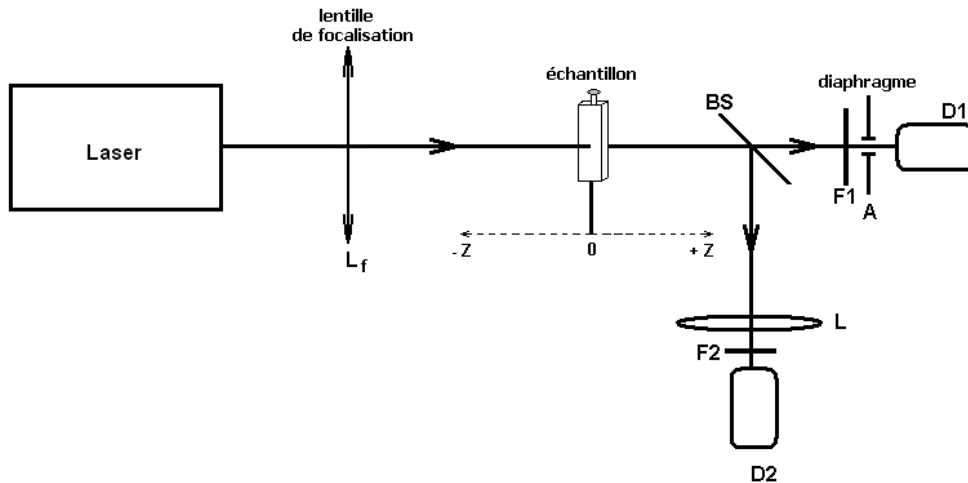 lentille
de focalisation
échantillon
diaphragme
BS
D1
Laser
F1
A
- Z
0
+ Z
L f
L
F2
D2